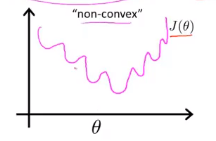 "non-convex"
J(θ)
θ